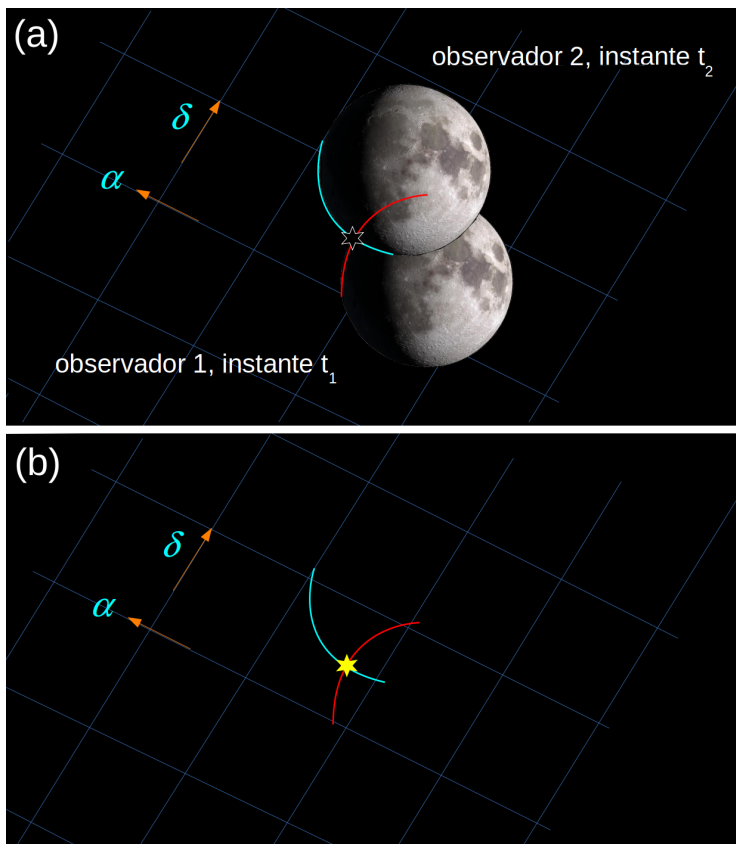 (a)
observador 2, instante t₂
δ
α
observador 1, instante t₁
(b)
δ
α